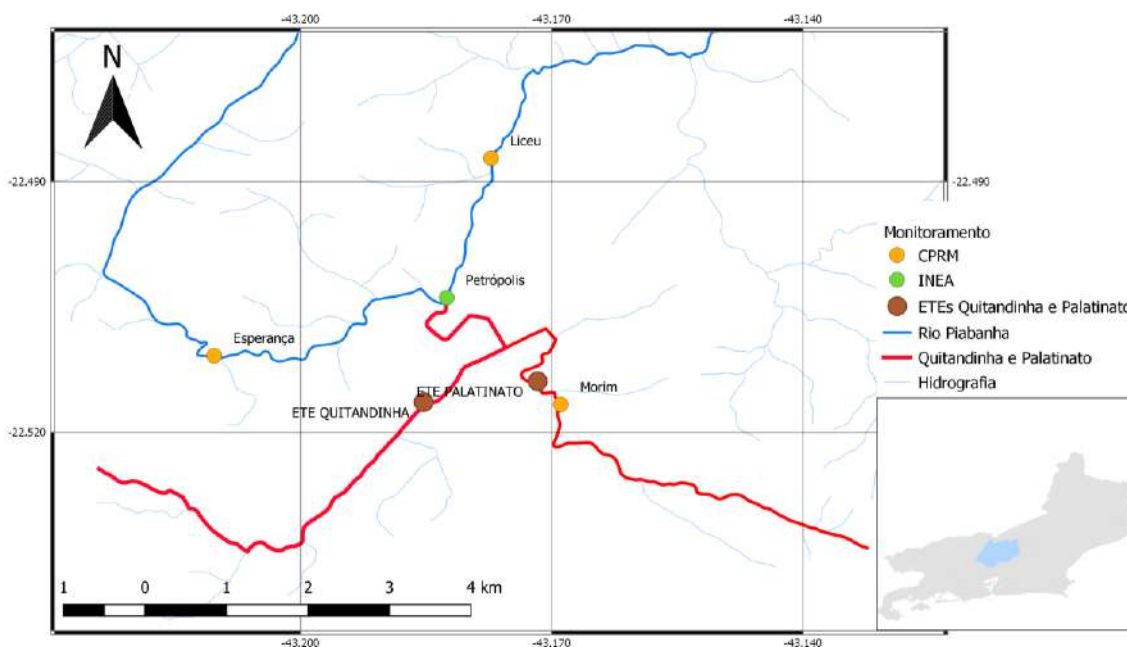 -43.200 -43.170 -43.140
N
Liceu
-22.490 -22.490
Monitoramento
CPRM
Petrópolis
INEA
ETEs Quitandinha e Palatinato
Rio Piabanha
Esperança
Quitandinha e Palatinato
Hidrografia
ETE PALATINATO
Morim
ETE QUITANDINHA
-22.520
1 0 1 2 3 4 km
-43.200 -43.170 -43.140